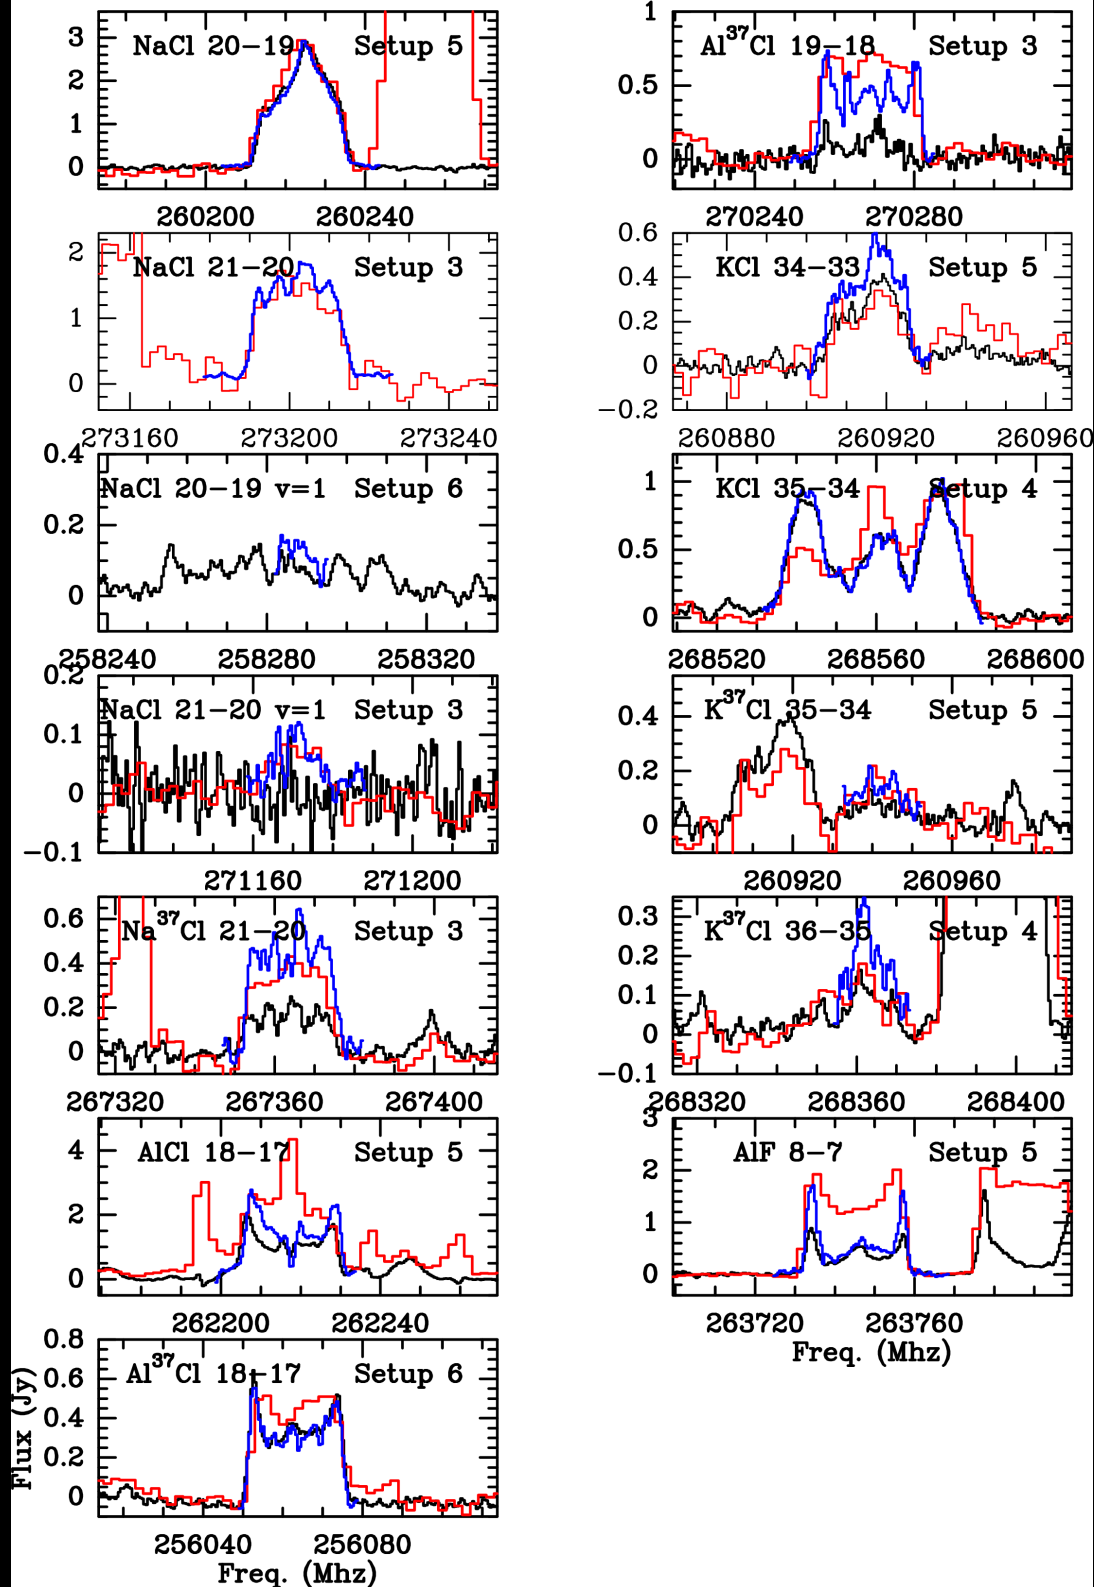 NaCl 20−19 Setup 5
3
2
1
0
260200 260240
Al³⁷Cl 19−18 Setup 3
1
0.5
0
270240 270280
NaCl 21−20 Setup 3
2
1
0
273160 273200 273240
KCl 34−33 Setup 5
0.6
0.4
0.2
0
−0.2
260880 260920 260960
NaCl 20−19 v=1 Setup 6
0.4
0.2
0
258240 258280 258320
KCl 35−34 Setup 4
1
0.5
0
268520 268560 268600
NaCl 21−20 v=1 Setup 3
0.2
0.1
0
−0.1
271160 271200
K³⁷Cl 35−34 Setup 5
0.4
0.2
0
260920 260960
Na³⁷Cl 21−20 Setup 3
0.6
0.4
0.2
0
267320 267360 267400
K³⁷Cl 36−35 Setup 4
0.3
0.2
0.1
0
−0.1
268320 268360 268400
AlCl 18−17 Setup 5
4
2
0
262200 262240
AlF 8−7 Setup 5
3
2
1
0
263720 263760
Freq. (Mhz)
Al³⁷Cl 18−17 Setup 6
0.8
0.6
0.4
0.2
0
Flux (Jy)
256040 256080
Freq. (Mhz)